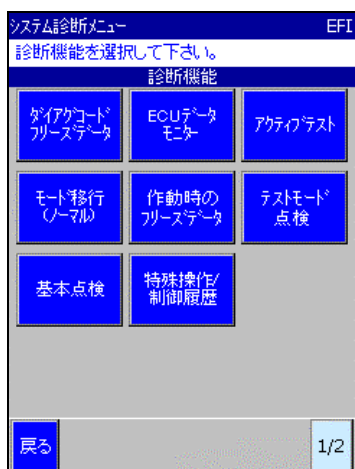 システム診断メニュー EFI
診断機能を選択して下さい。
診断機能
ダイアグコード
フリーズデータ
ECUデータ
モニター
アクティブテスト
モード移行
(ノーマル)
作動時の
フリーズデータ
テストモード
点検
基本点検
特殊操作/
制御履歴
戻る 1/2